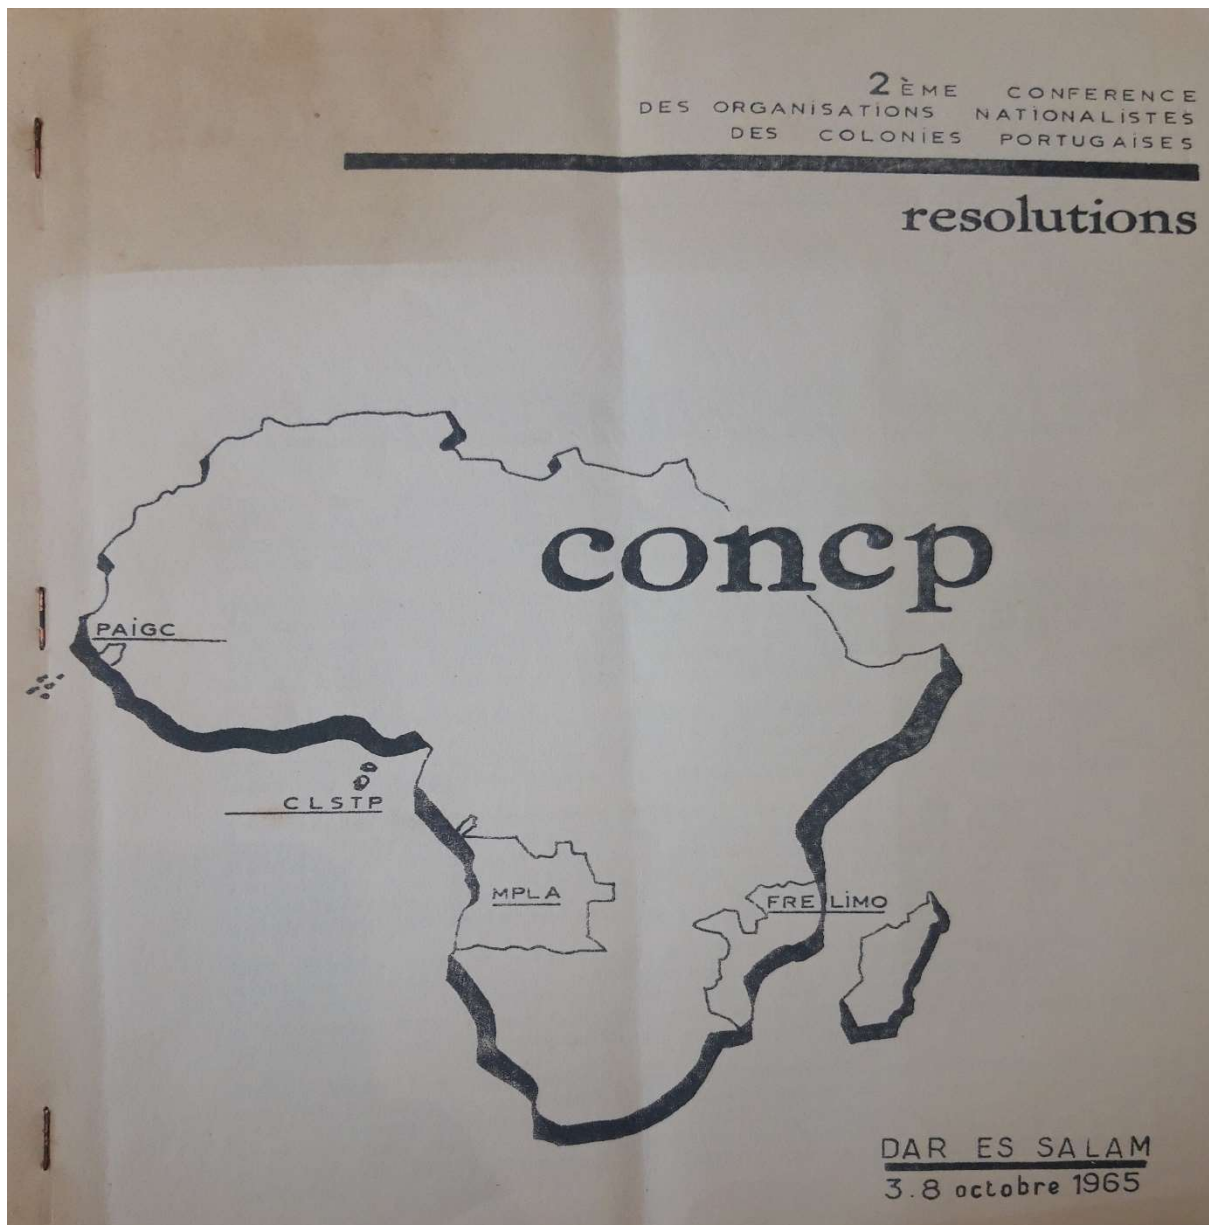 2ÈME CONFERENCE
DES ORGANiSATiONS NATiONALiSTES
DES COLONiES PORTUGAiSES
resolutions
concp
PAiGC
CLSTP
MPLA
FRELiMO
DAR ES SALAM
3.8 octobre 1965